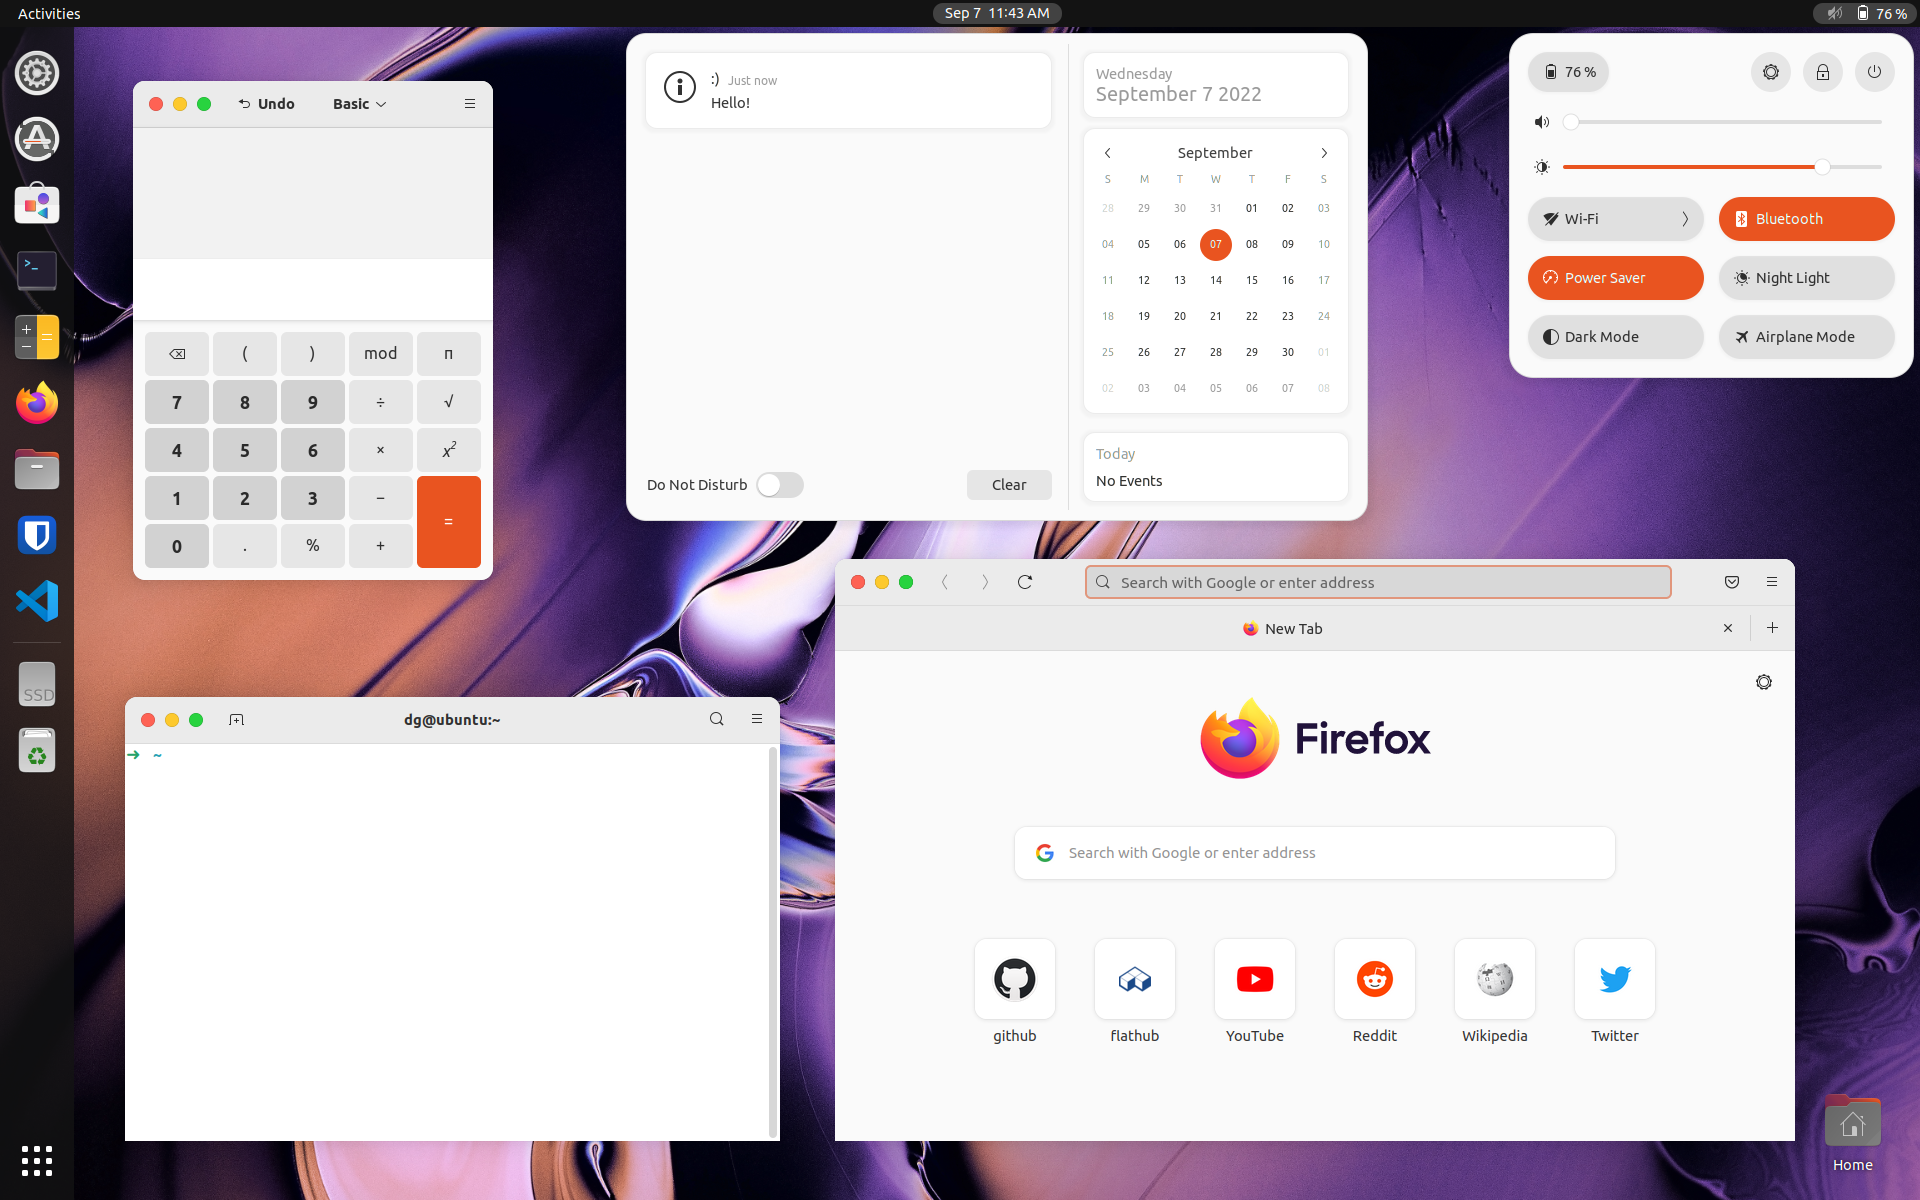 Activities
Sep 7 11:43 AM
76 %
Undo
Basic
( ) mod π
7 8 9 ÷ √
4 5 6 × x²
1 2 3 −
=
0 . % +
:) Just now
Hello!
Do Not Disturb
Clear
Wednesday
September 7 2022
September
S M T W T F S
28 29 30 31 01 02 03
04 05 06 07 08 09 10
11 12 13 14 15 16 17
18 19 20 21 22 23 24
25 26 27 28 29 30 01
02 03 04 05 06 07 08
Today
No Events
76 %
Wi-Fi
Bluetooth
Power Saver
Night Light
Dark Mode
Airplane Mode
>_
SSD
dg@ubuntu:~
➜ ~
Search with Google or enter address
New Tab
Firefox
Search with Google or enter address
github
flathub
YouTube
Reddit
Wikipedia
Twitter
Home